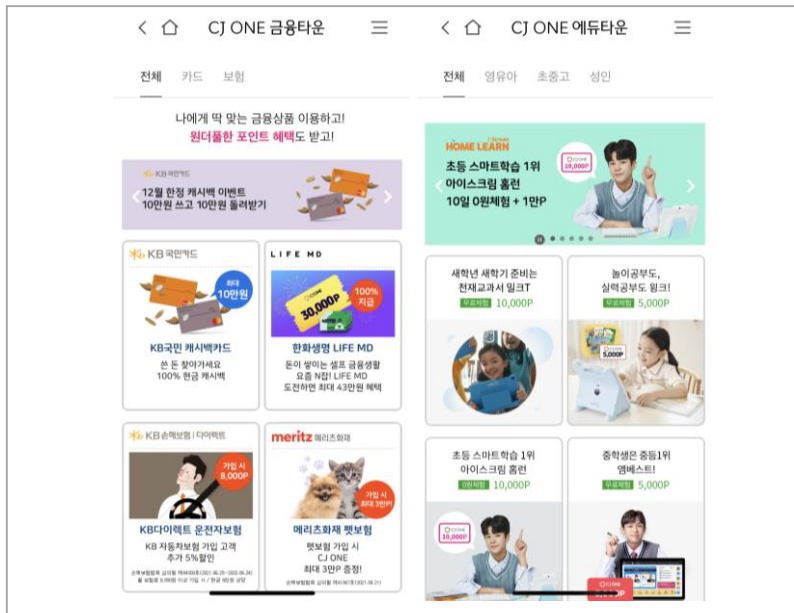 CJ ONE 금융타운
전체 카드 보험
나에게 딱 맞는 금융상품 이용하고!
원더풀한 포인트 혜택도 받고!
KB 국민카드
12월 한정 캐시백 이벤트
10만원 쓰고 10만원 돌려받기
KB 국민카드
최대
10만원
KB국민 캐시백카드
쓴 돈 찾아가세요
100% 현금 캐시백
LIFE MD
100%
지급
CJ ONE
30,000P
한화생명 LIFE MD
돈이 쌓이는 셀프 금융생활
요즘 N잡! LIFE MD
도전하면 최대 43만원 혜택
KB 손해보험 | 다이렉트
가입 시
8,000P
KB다이렉트 운전자보험
KB 자동차보험 가입 고객
추가 5%할인
meritz 메리츠화재
가입 시
최대 3만P!
메리츠화재 펫보험
펫보험 가입 시
CJ ONE
최대 3만P 증정!
CJ ONE 에듀타운
전체 영유아 초중고 성인
i-Scream
HOME LEARN
초등 스마트학습 1위
아이스크림 홈런
10일 0원체험 + 1만P
CJ ONE
10,000P
새학년 새학기 준비는
천재교과서 밀크T
무료체험 10,000P
놀이공부도,
실력공부도 윙크!
무료체험 5,000P
CJ ONE
5,000P
초등 스마트학습 1위
아이스크림 홈런
0원체험 10,000P
CJ ONE
10,000P
중학생은 중등1위
엠베스트!
무료체험 5,000P
CJ ONE